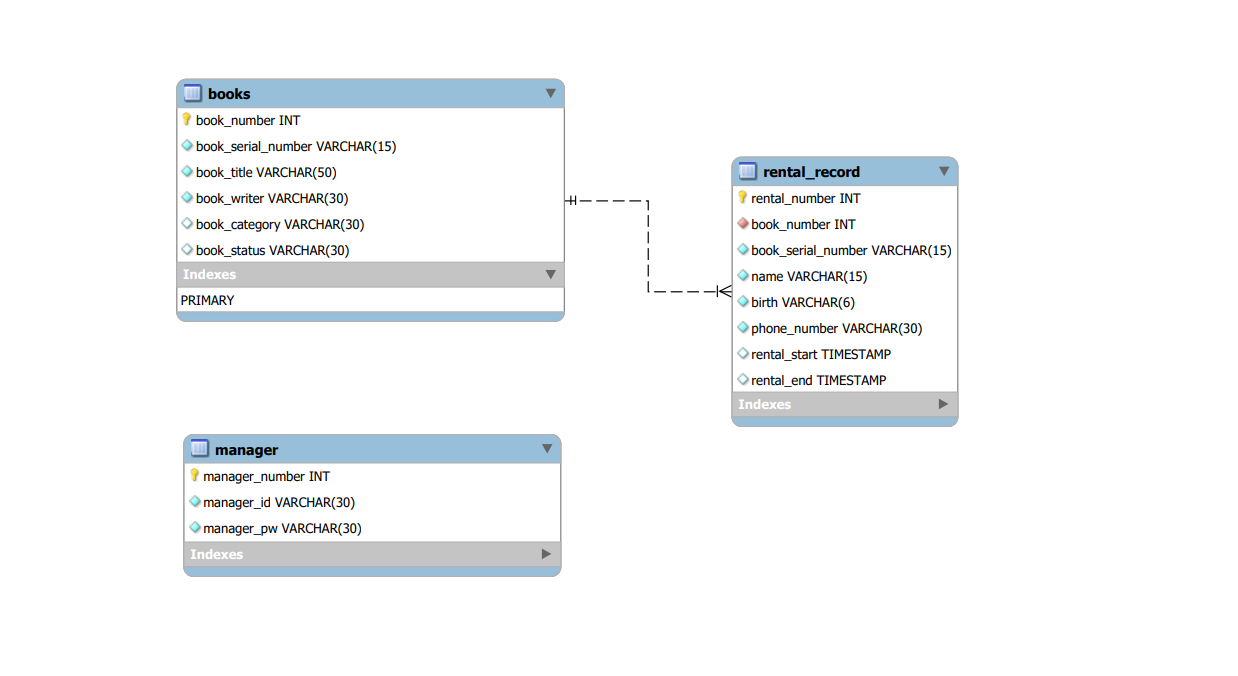 books
book_number INT
book_serial_number VARCHAR(15)
book_title VARCHAR(50)
book_writer VARCHAR(30)
book_category VARCHAR(30)
book_status VARCHAR(30)
Indexes
PRIMARY
rental_record
rental_number INT
book_number INT
book_serial_number VARCHAR(15)
name VARCHAR(15)
birth VARCHAR(6)
phone_number VARCHAR(30)
rental_start TIMESTAMP
rental_end TIMESTAMP
Indexes
manager
manager_number INT
manager_id VARCHAR(30)
manager_pw VARCHAR(30)
Indexes